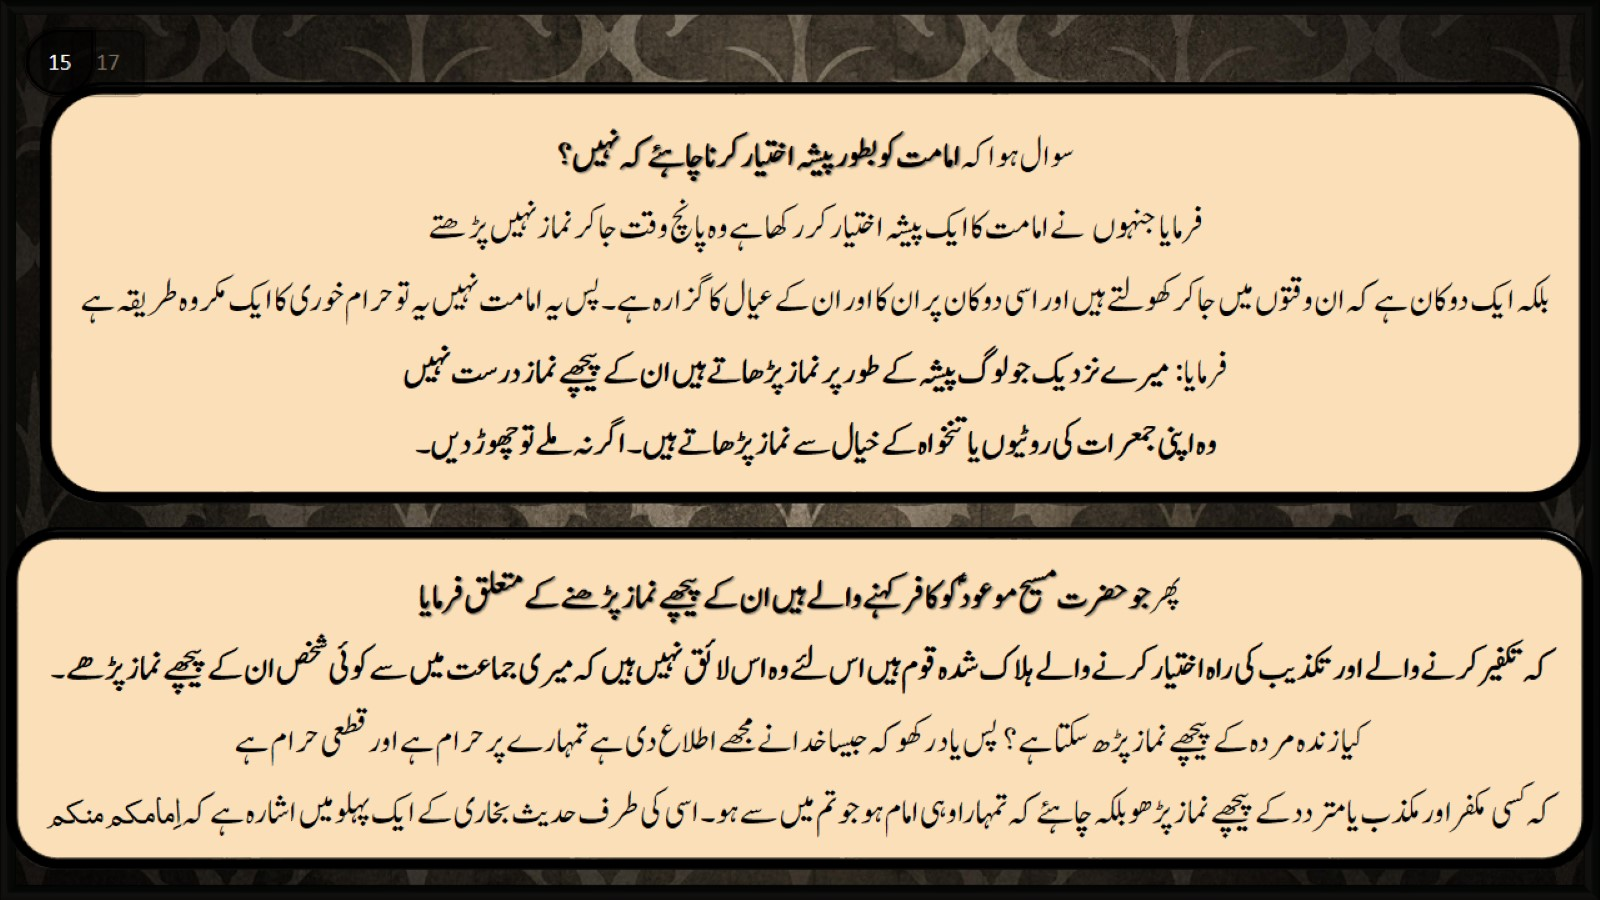 15 17
سوال ہوا کہ امامت کو بطور پیشہ اختیار کرنا چاہئے کہ نہیں؟
فرمایا جنہوں نے امامت کا ایک پیشہ اختیار کر رکھا ہے وہ پانچ وقت جا کر نماز نہیں پڑھتے
بلکہ ایک دوکان ہے کہ ان وقتوں میں جا کر کھولتے ہیں اور اسی دوکان پر ان کا اور ان کے عیال کا گزارہ ہے۔ پس یہ امامت نہیں یہ تو حرام خوری کا ایک مکروہ طریقہ ہے
فرمایا: میرے نزدیک جو لوگ پیشہ کے طور پر نماز پڑھاتے ہیں ان کے پیچھے نماز درست نہیں
وہ اپنی جمعرات کی روٹیوں یا تنخواہ کے خیال سے نماز پڑھاتے ہیں۔ اگر نہ ملے تو چھوڑ دیں۔
پھر جو حضرت مسیح موعودؑ کو کافر کہنے والے ہیں ان کے پیچھے نماز پڑھنے کے متعلق فرمایا
کہ تکفیر کرنے والے اور تکذیب کی راہ اختیار کرنے والے ہلاک شدہ قوم ہیں اس لئے وہ اس لائق نہیں ہیں کہ میری جماعت میں سے کوئی شخص ان کے پیچھے نماز پڑھے۔
کیا زندہ مردہ کے پیچھے نماز پڑھ سکتا ہے؟ پس یاد رکھو کہ جیسا خدا نے مجھے اطلاع دی ہے تمہارے پر حرام ہے اور قطعی حرام ہے
کہ کسی مکفر اور مکذب یا متردد کے پیچھے نماز پڑھو بلکہ چاہئے کہ تمہارا وہی امام ہو جو تم میں سے ہو۔ اسی کی طرف حدیث بخاری کے ایک پہلو میں اشارہ ہے کہ اِمامکم منکم